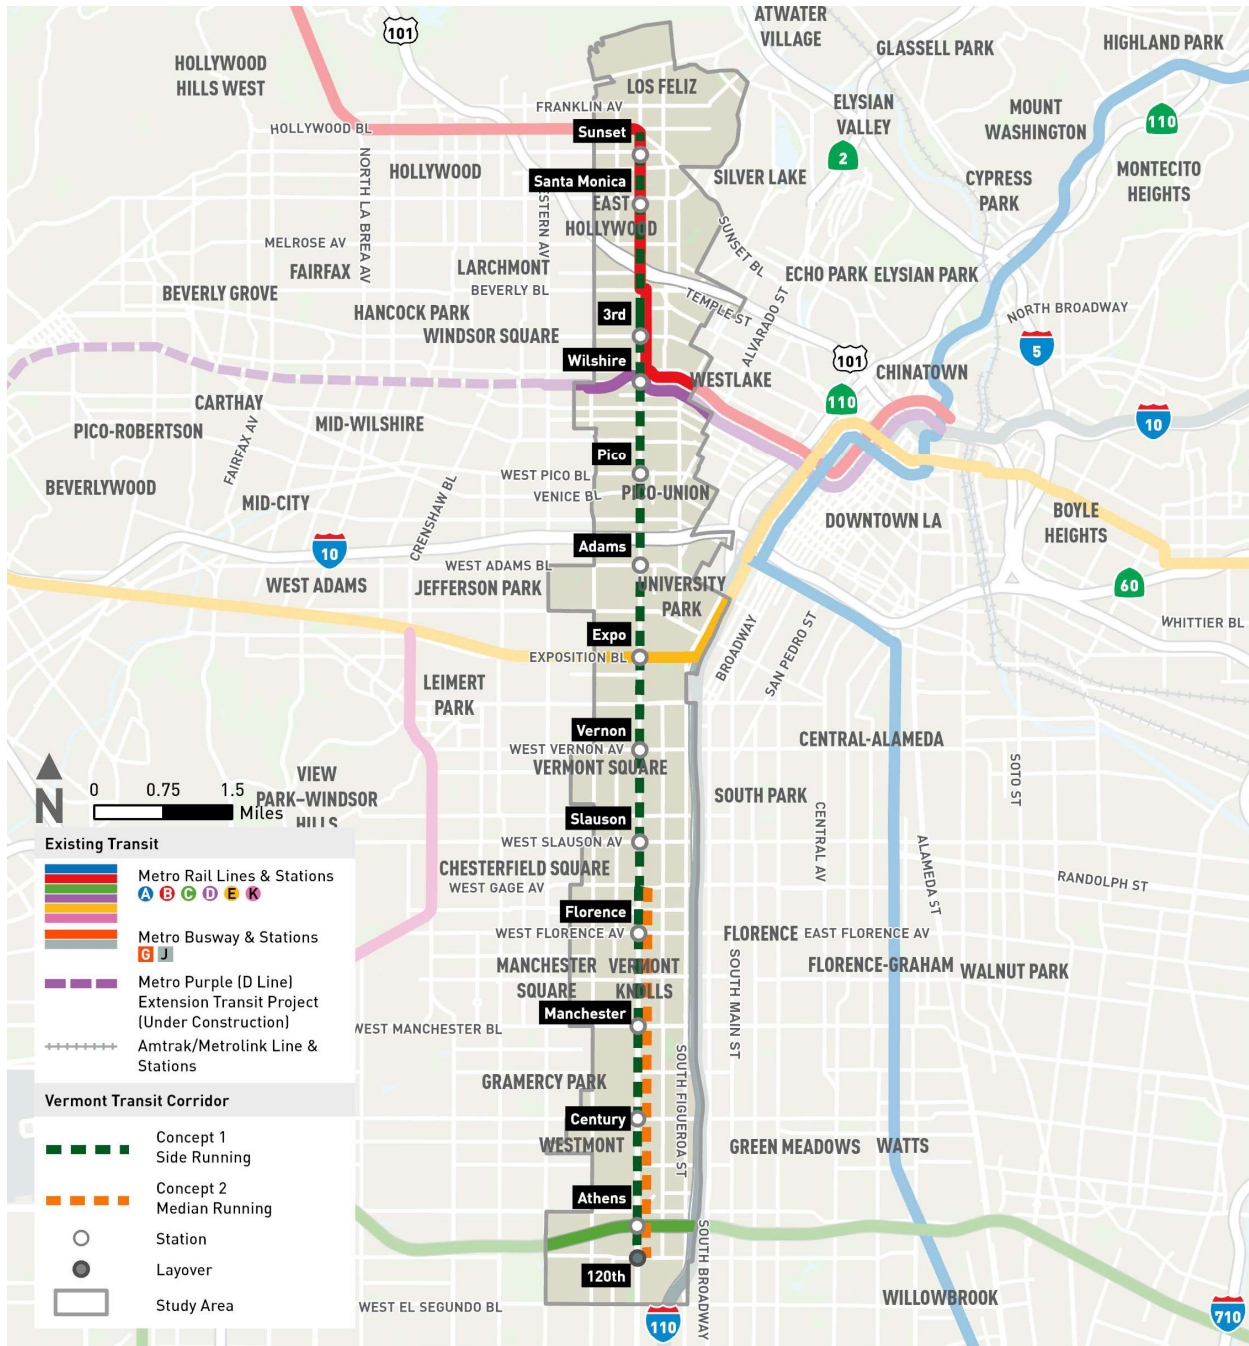 ATWATER
VILLAGE
101
GLASSELL PARK
HIGHLAND PARK
HOLLYWOOD
HILLS WEST
LOS FELIZ
FRANKLIN AV
ELYSIAN
VALLEY
MOUNT
WASHINGTON
110
HOLLYWOOD BL
Sunset
2
NORTH LA BREA AV
HOLLYWOOD
Santa Monica
SILVER LAKE
CYPRESS
PARK
MONTECITO
HEIGHTS
EAST
HOLLYWOOD
SUNSET BL
MELROSE AV
FAIRFAX
LARCHMONT
BEVERLY BL
ECHO PARK
ELYSIAN PARK
BEVERLY GROVE
HANCOCK PARK
WINDSOR SQUARE
3rd
TEMPLE ST
ALVARADO ST
NORTH BROADWAY
5
Wilshire
101
WESTLAKE
CHINATOWN
110
10
CARTHAY
PICO-ROBERTSON
FAIRFAX AV
MID-WILSHIRE
Pico
WEST PICO BL
VENICE BL
PICO-UNION
BEVERLYWOOD
MID-CITY
CRENSHAW BL
DOWNTOWN LA
BOYLE
HEIGHTS
10
Adams
WEST ADAMS BL
WEST ADAMS
JEFFERSON PARK
UNIVERSITY
PARK
60
Expo
EXPOSITION BL
BROADWAY
SAN PEDRO ST
WHITTIER BL
LEIMERT
PARK
Vernon
WEST VERNON AV
VERMONT SQUARE
CENTRAL-ALAMEDA
SOTO ST
N
0 0.75 1.5
Miles
VIEW
PARK–WINDSOR
HILLS
SOUTH PARK
Slauson
WEST SLAUSON AV
CENTRAL AV
ALAMEDA ST
CHESTERFIELD SQUARE
WEST GAGE AV
RANDOLPH ST
Florence
WEST FLORENCE AV
FLORENCE
EAST FLORENCE AV
MANCHESTER
SQUARE
VERMONT
KNOLLS
SOUTH MAIN ST
FLORENCE-GRAHAM
WALNUT PARK
Manchester
WEST MANCHESTER BL
GRAMERCY PARK
SOUTH FIGUEROA ST
Century
WESTMONT
GREEN MEADOWS
WATTS
Athens
SOUTH BROADWAY
120th
WEST EL SEGUNDO BL
110
WILLOWBROOK
710
Existing Transit
Metro Rail Lines & Stations
A B C D E K
Metro Busway & Stations
G J
Metro Purple (D Line)
Extension Transit Project
(Under Construction)
Amtrak/Metrolink Line &
Stations
Vermont Transit Corridor
Concept 1
Side Running
Concept 2
Median Running
Station
Layover
Study Area